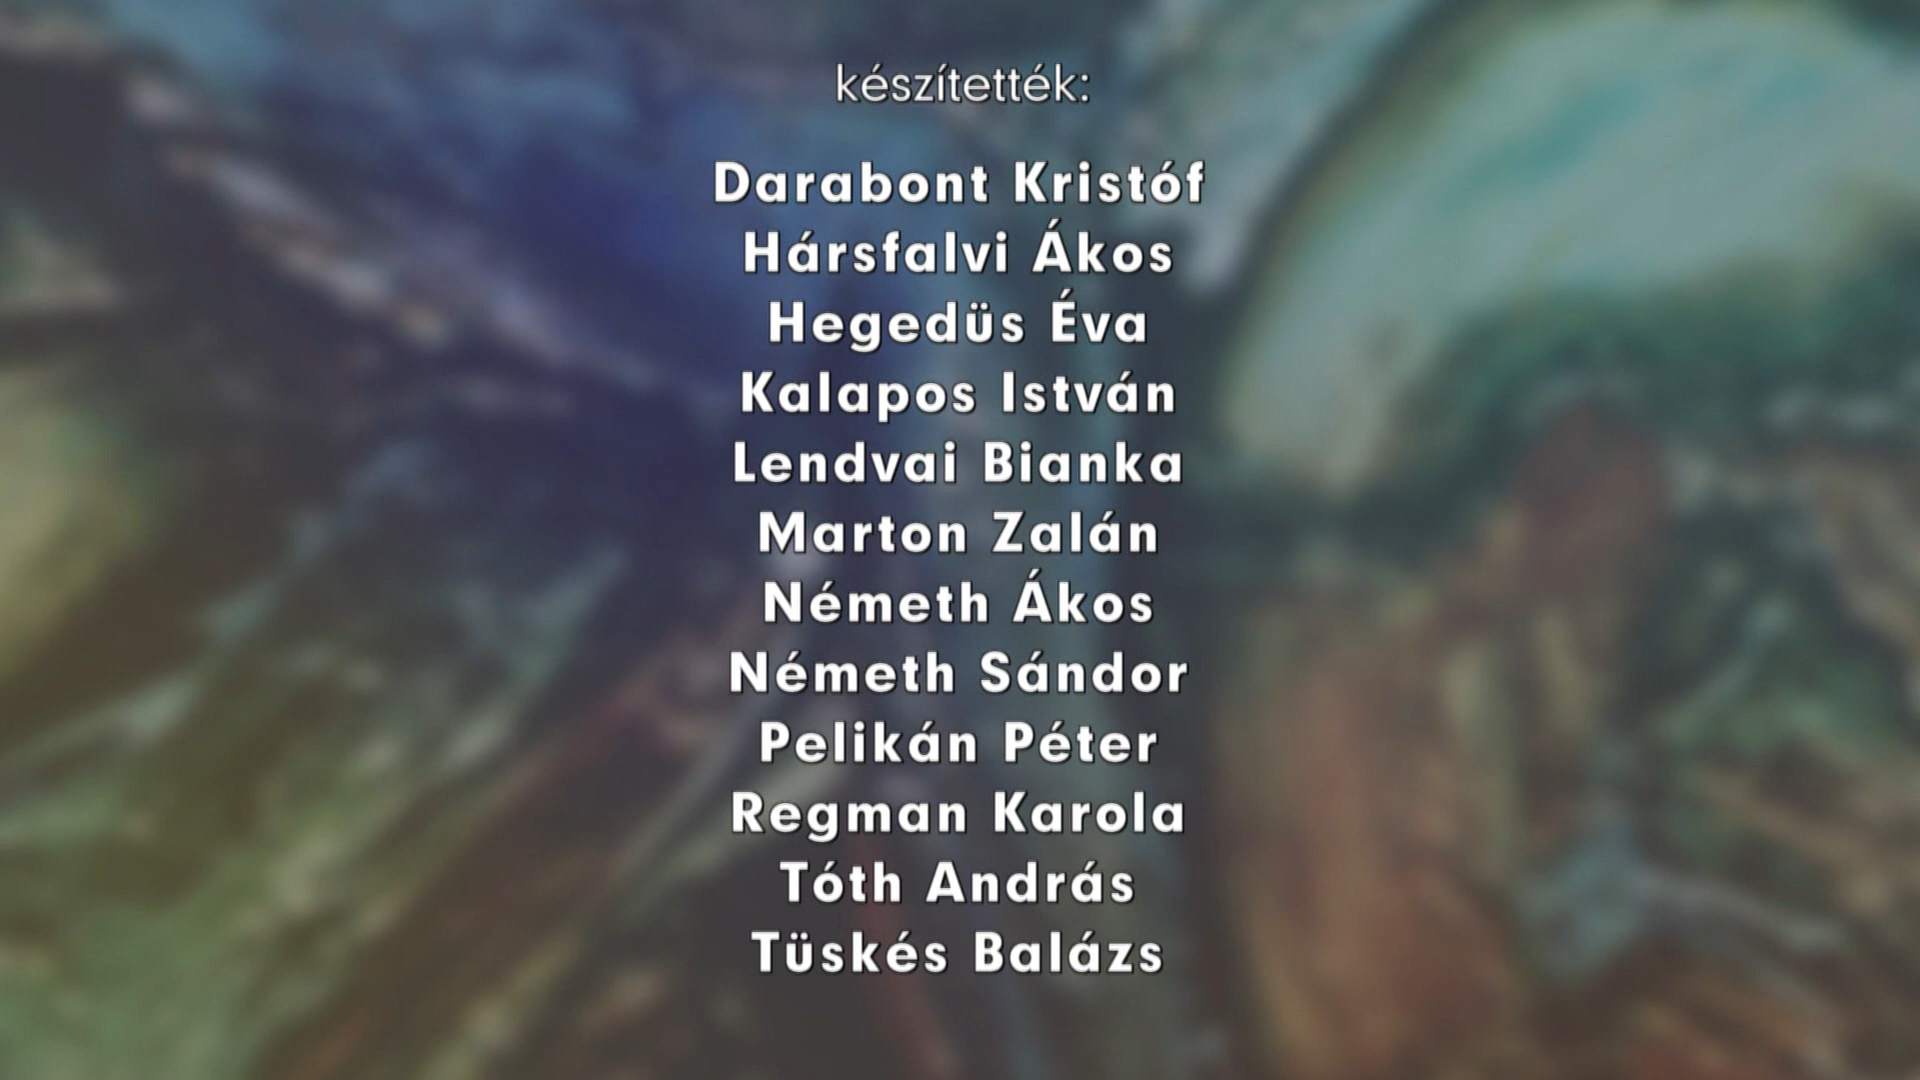 készítették:
Darabont Kristóf
Hársfalvi Ákos
Hegedüs Éva
Kalapos István
Lendvai Bianka
Marton Zalán
Németh Ákos
Németh Sándor
Pelikán Péter
Regman Karola
Tóth András
Tüskés Balázs